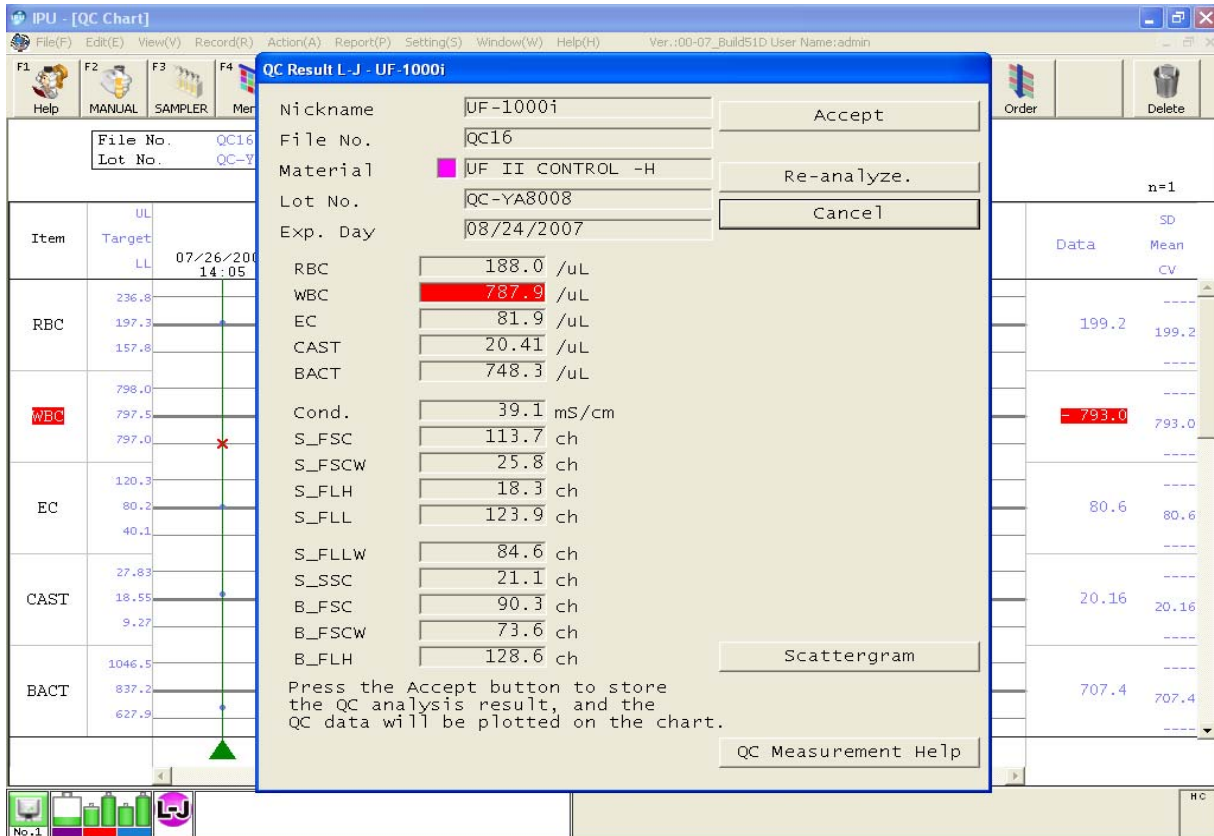 IPU - [QC Chart]
File(F) Edit(E) View(V) Record(R) Action(A) Report(P) Setting(S) Window(W) Help(H) Ver.:00-07_Build51D User Name:admin
F1 F2 F3 F4
Help MANUAL SAMPLER Order Delete
File No. QC16
Lot No. QC-Y
n=1
Item
UL
Target
LL
07/26/200
14:05
Data
SD
Mean
CV
RBC
236.8
197.3
157.8
199.2
----
199.2
----
WBC
798.0
797.5
797.0
- 793.0
----
793.0
----
EC
120.3
80.2
40.1
80.6
----
80.6
----
CAST
27.83
18.55
9.27
20.16
----
20.16
----
BACT
1046.5
837.2
627.9
707.4
----
707.4
----
QC Result L-J - UF-1000i
Nickname UF-1000i
File No. QC16
Material UF II CONTROL -H
Lot No. QC-YA8008
Exp. Day 08/24/2007
Accept
Re-analyze.
Cancel
RBC 188.0 /uL
WBC 787.9 /uL
EC 81.9 /uL
CAST 20.41 /uL
BACT 748.3 /uL
Cond. 39.1 mS/cm
S_FSC 113.7 ch
S_FSCW 25.8 ch
S_FLH 18.3 ch
S_FLL 123.9 ch
S_FLLW 84.6 ch
S_SSC 21.1 ch
B_FSC 90.3 ch
B_FSCW 73.6 ch
B_FLH 128.6 ch
Scattergram
Press the Accept button to store
the QC analysis result, and the
QC data will be plotted on the chart.
QC Measurement Help
L-J
No.1
HC